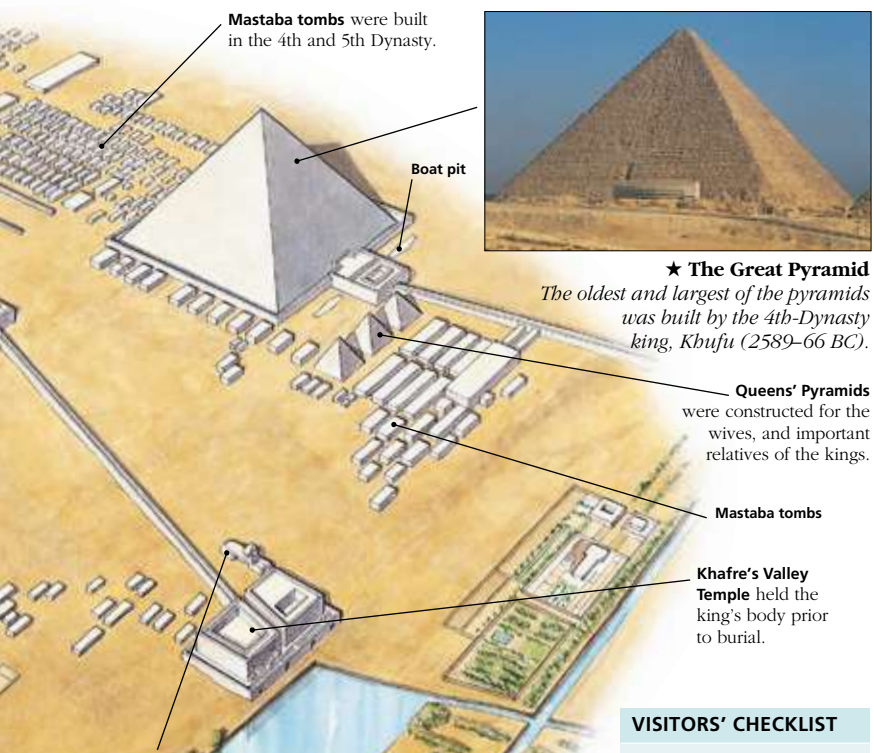 Mastaba tombs were built
in the 4th and 5th Dynasty.
Boat pit
★ The Great Pyramid
The oldest and largest of the pyramids
was built by the 4th-Dynasty
king, Khufu (2589–66 BC).
Queens’ Pyramids
were constructed for the
wives, and important
relatives of the kings.
Mastaba tombs
Khafre’s Valley
Temple held the
king’s body prior
to burial.
VISITORS’ CHECKLIST